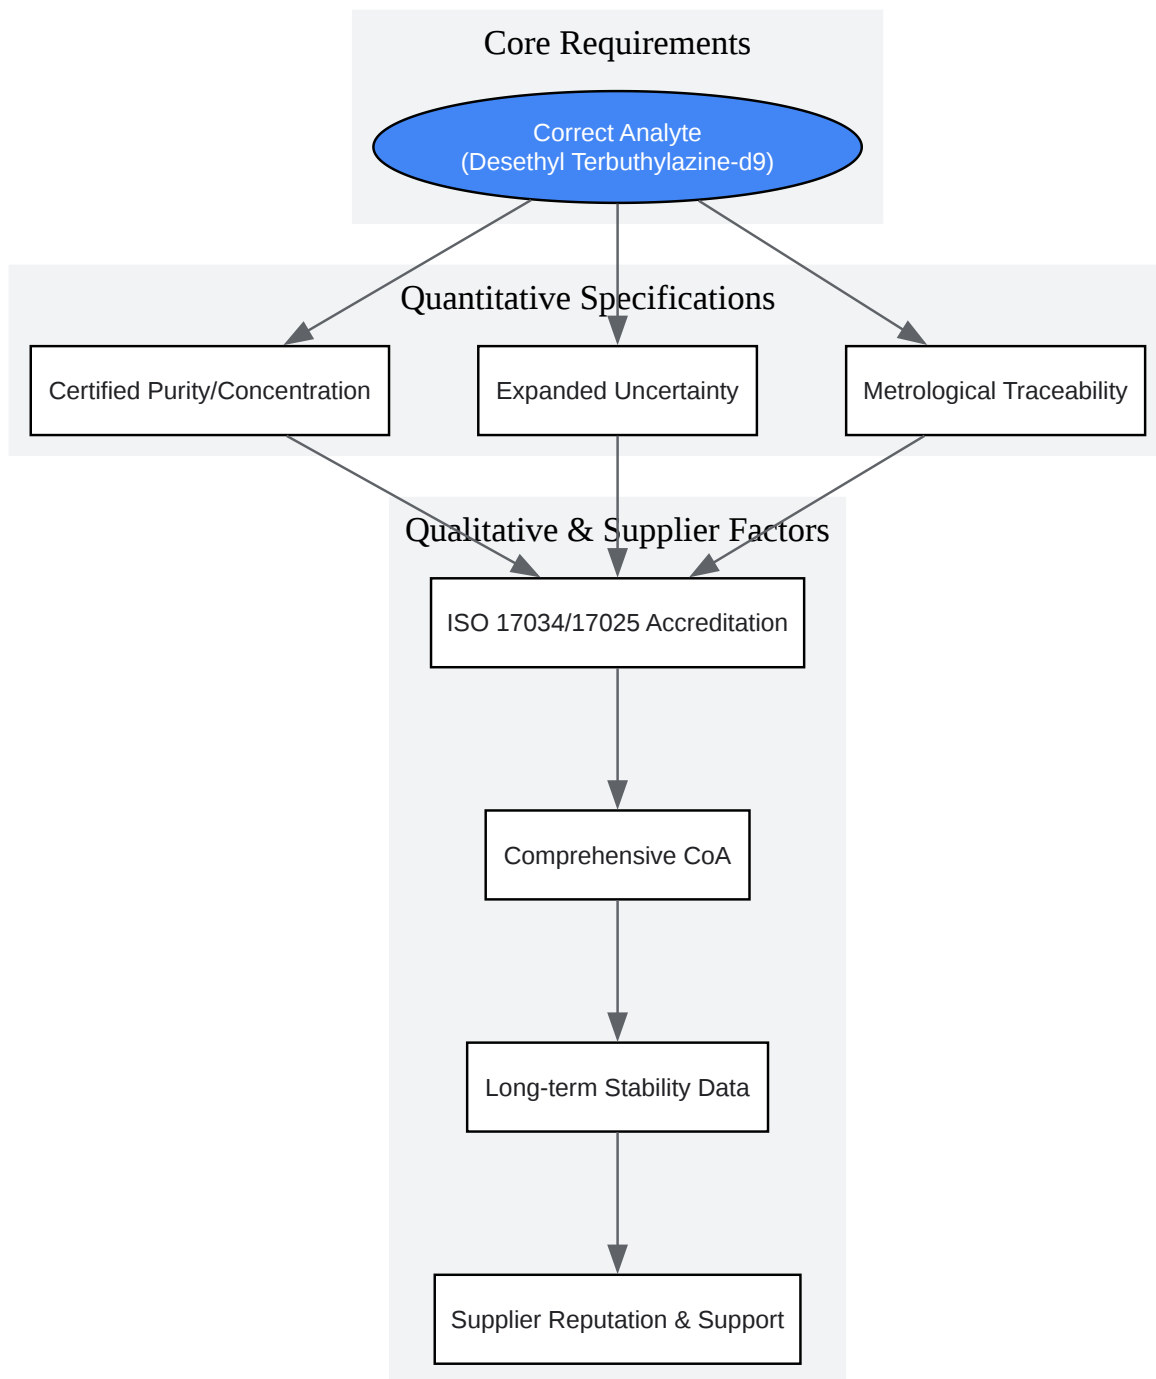 Core Requirements
Correct Analyte
(Desethyl Terbuthylazine-d9)
Quantitative Specifications
Certified Purity/Concentration
Expanded Uncertainty
Metrological Traceability
Qualitative & Supplier Factors
ISO 17034/17025 Accreditation
Comprehensive CoA
Long-term Stability Data
Supplier Reputation & Support